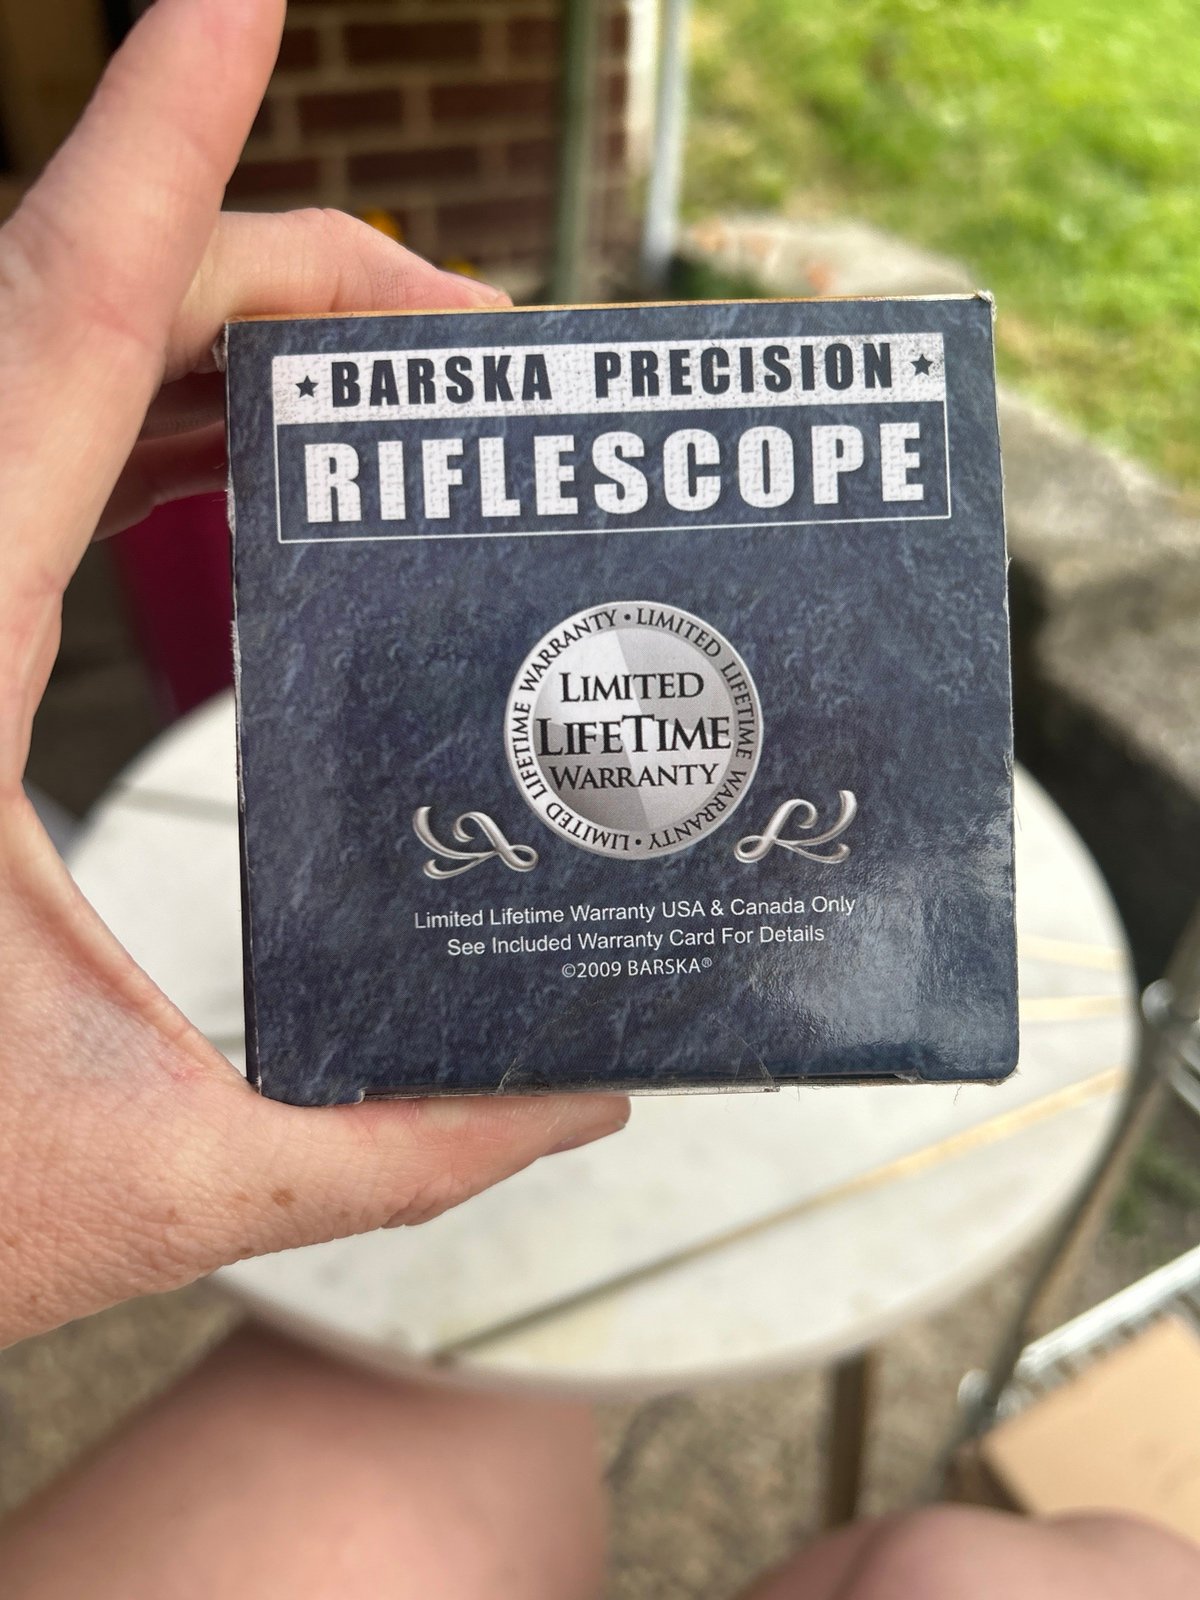 ★ BARSKA PRECISION ★
RIFLESCOPE
LIMITED LIFETIME WARRANTY • LIMITED LIFETIME WARRANTY •
LIMITED
LIFETIME
WARRANTY
Limited Lifetime Warranty USA & Canada Only
See Included Warranty Card For Details
©2009 BARSKA®